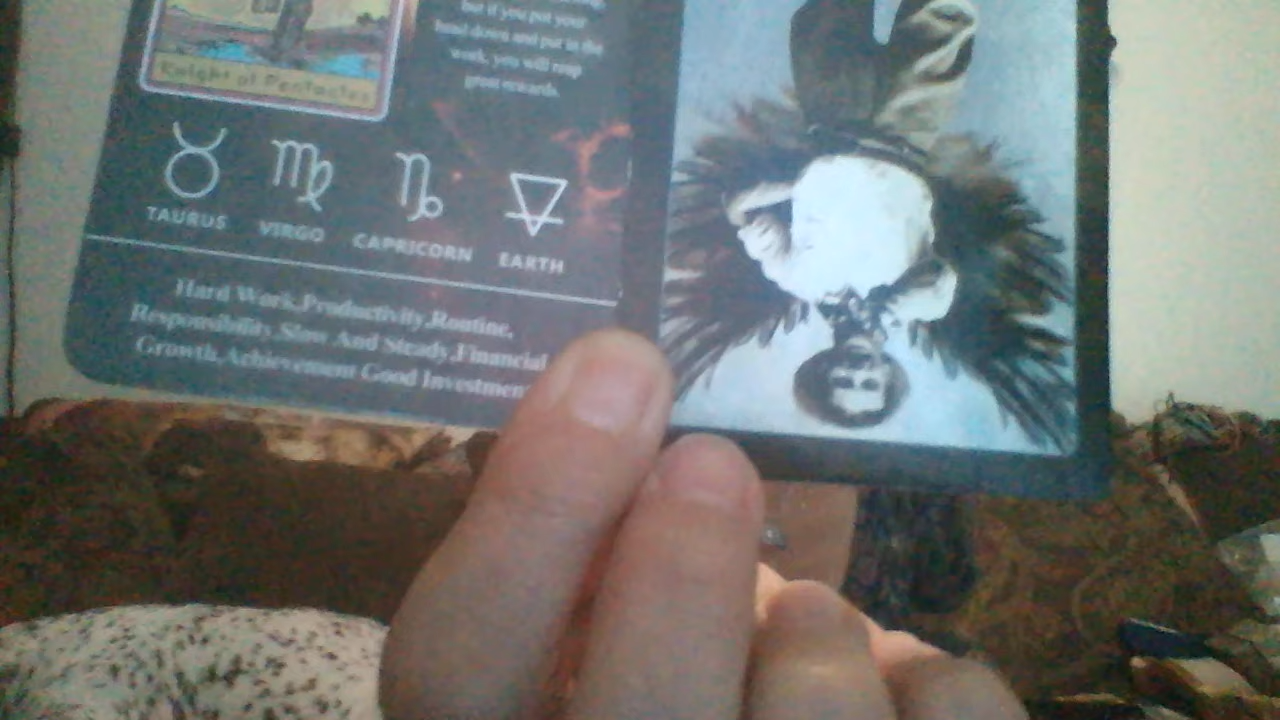 but if you put your
head down and put in the
work, you will reap
great rewards.
Knight of Pentacles
TAURUS VIRGO CAPRICORN EARTH
Hard Work,Productivity,Routine,
Responsibility,Slow And Steady,Financial
Growth,Achievement Good Investmen